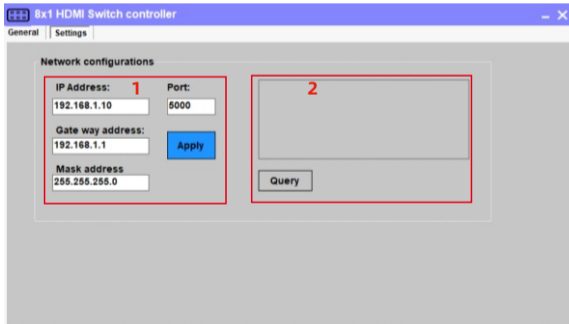 8x1 HDMI Switch controller
General Settings
Network configurations
IP Address: 1 Port:
192.168.1.10 5000
Gate way address:
192.168.1.1
Apply
Mask address
255.255.255.0
2
Query